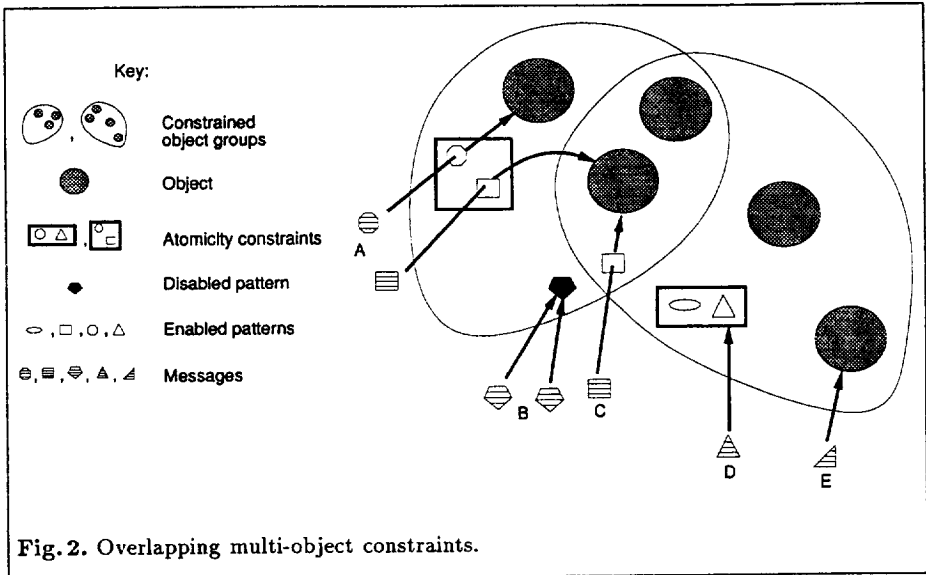 Key:
Constrained
object groups
Object
Atomicity constraints
Disabled pattern
Enabled patterns
Messages
A
B
C
D
E
Fig. 2. Overlapping multi-object constraints.